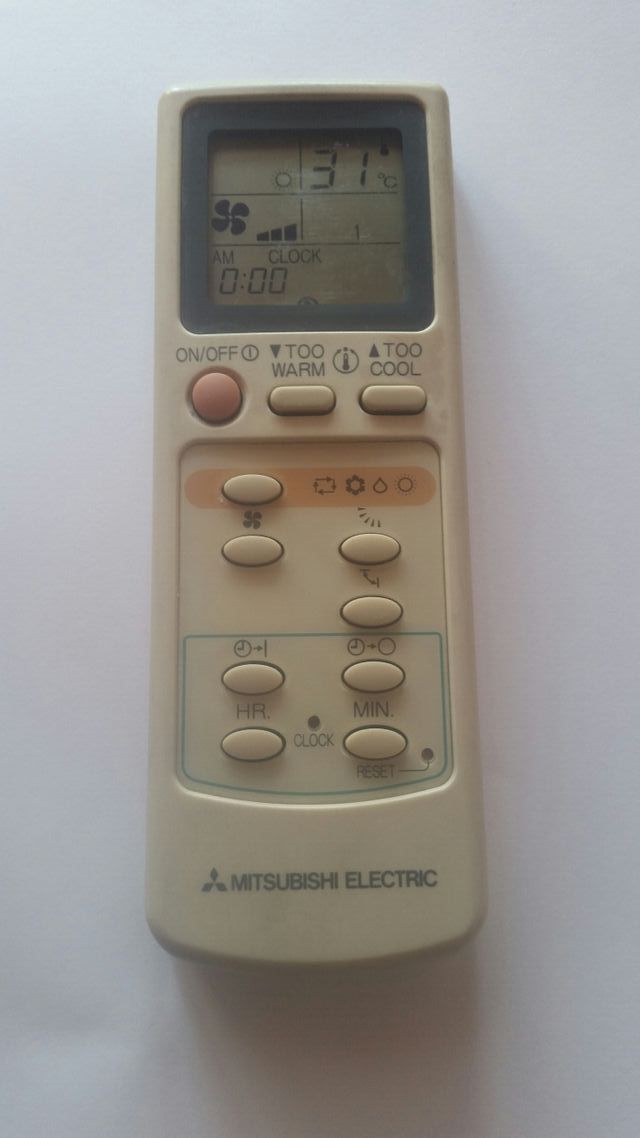 31 °C
1
AM CLOCK
0:00
ON/OFF ▼TOO WARM ▲TOO COOL
HR. MIN.
CLOCK
RESET
MITSUBISHI ELECTRIC